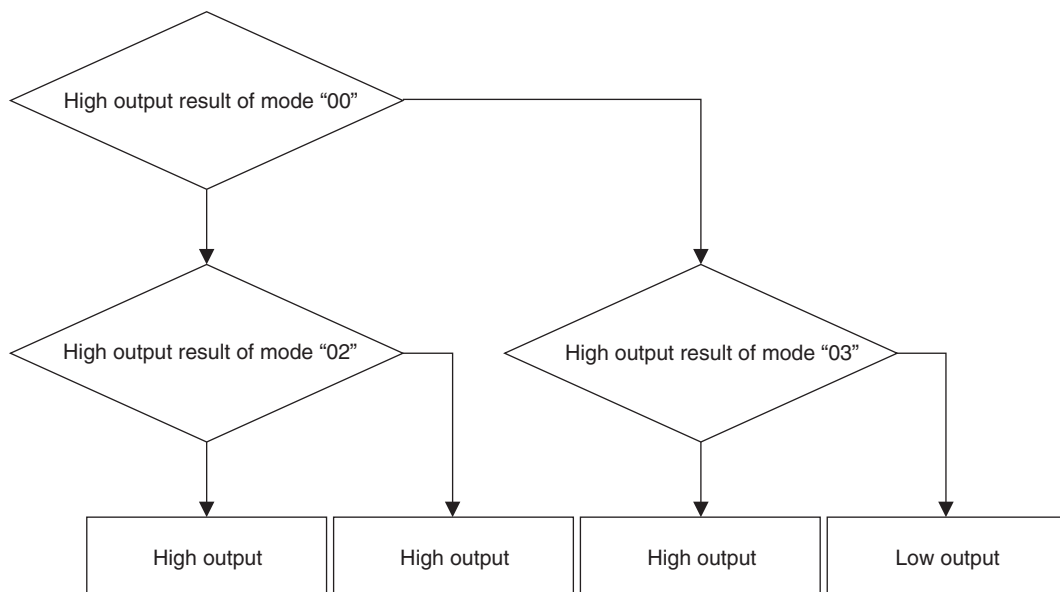 High output result of mode “00”
High output result of mode “02”
High output result of mode “03”
High output
High output
High output
Low output